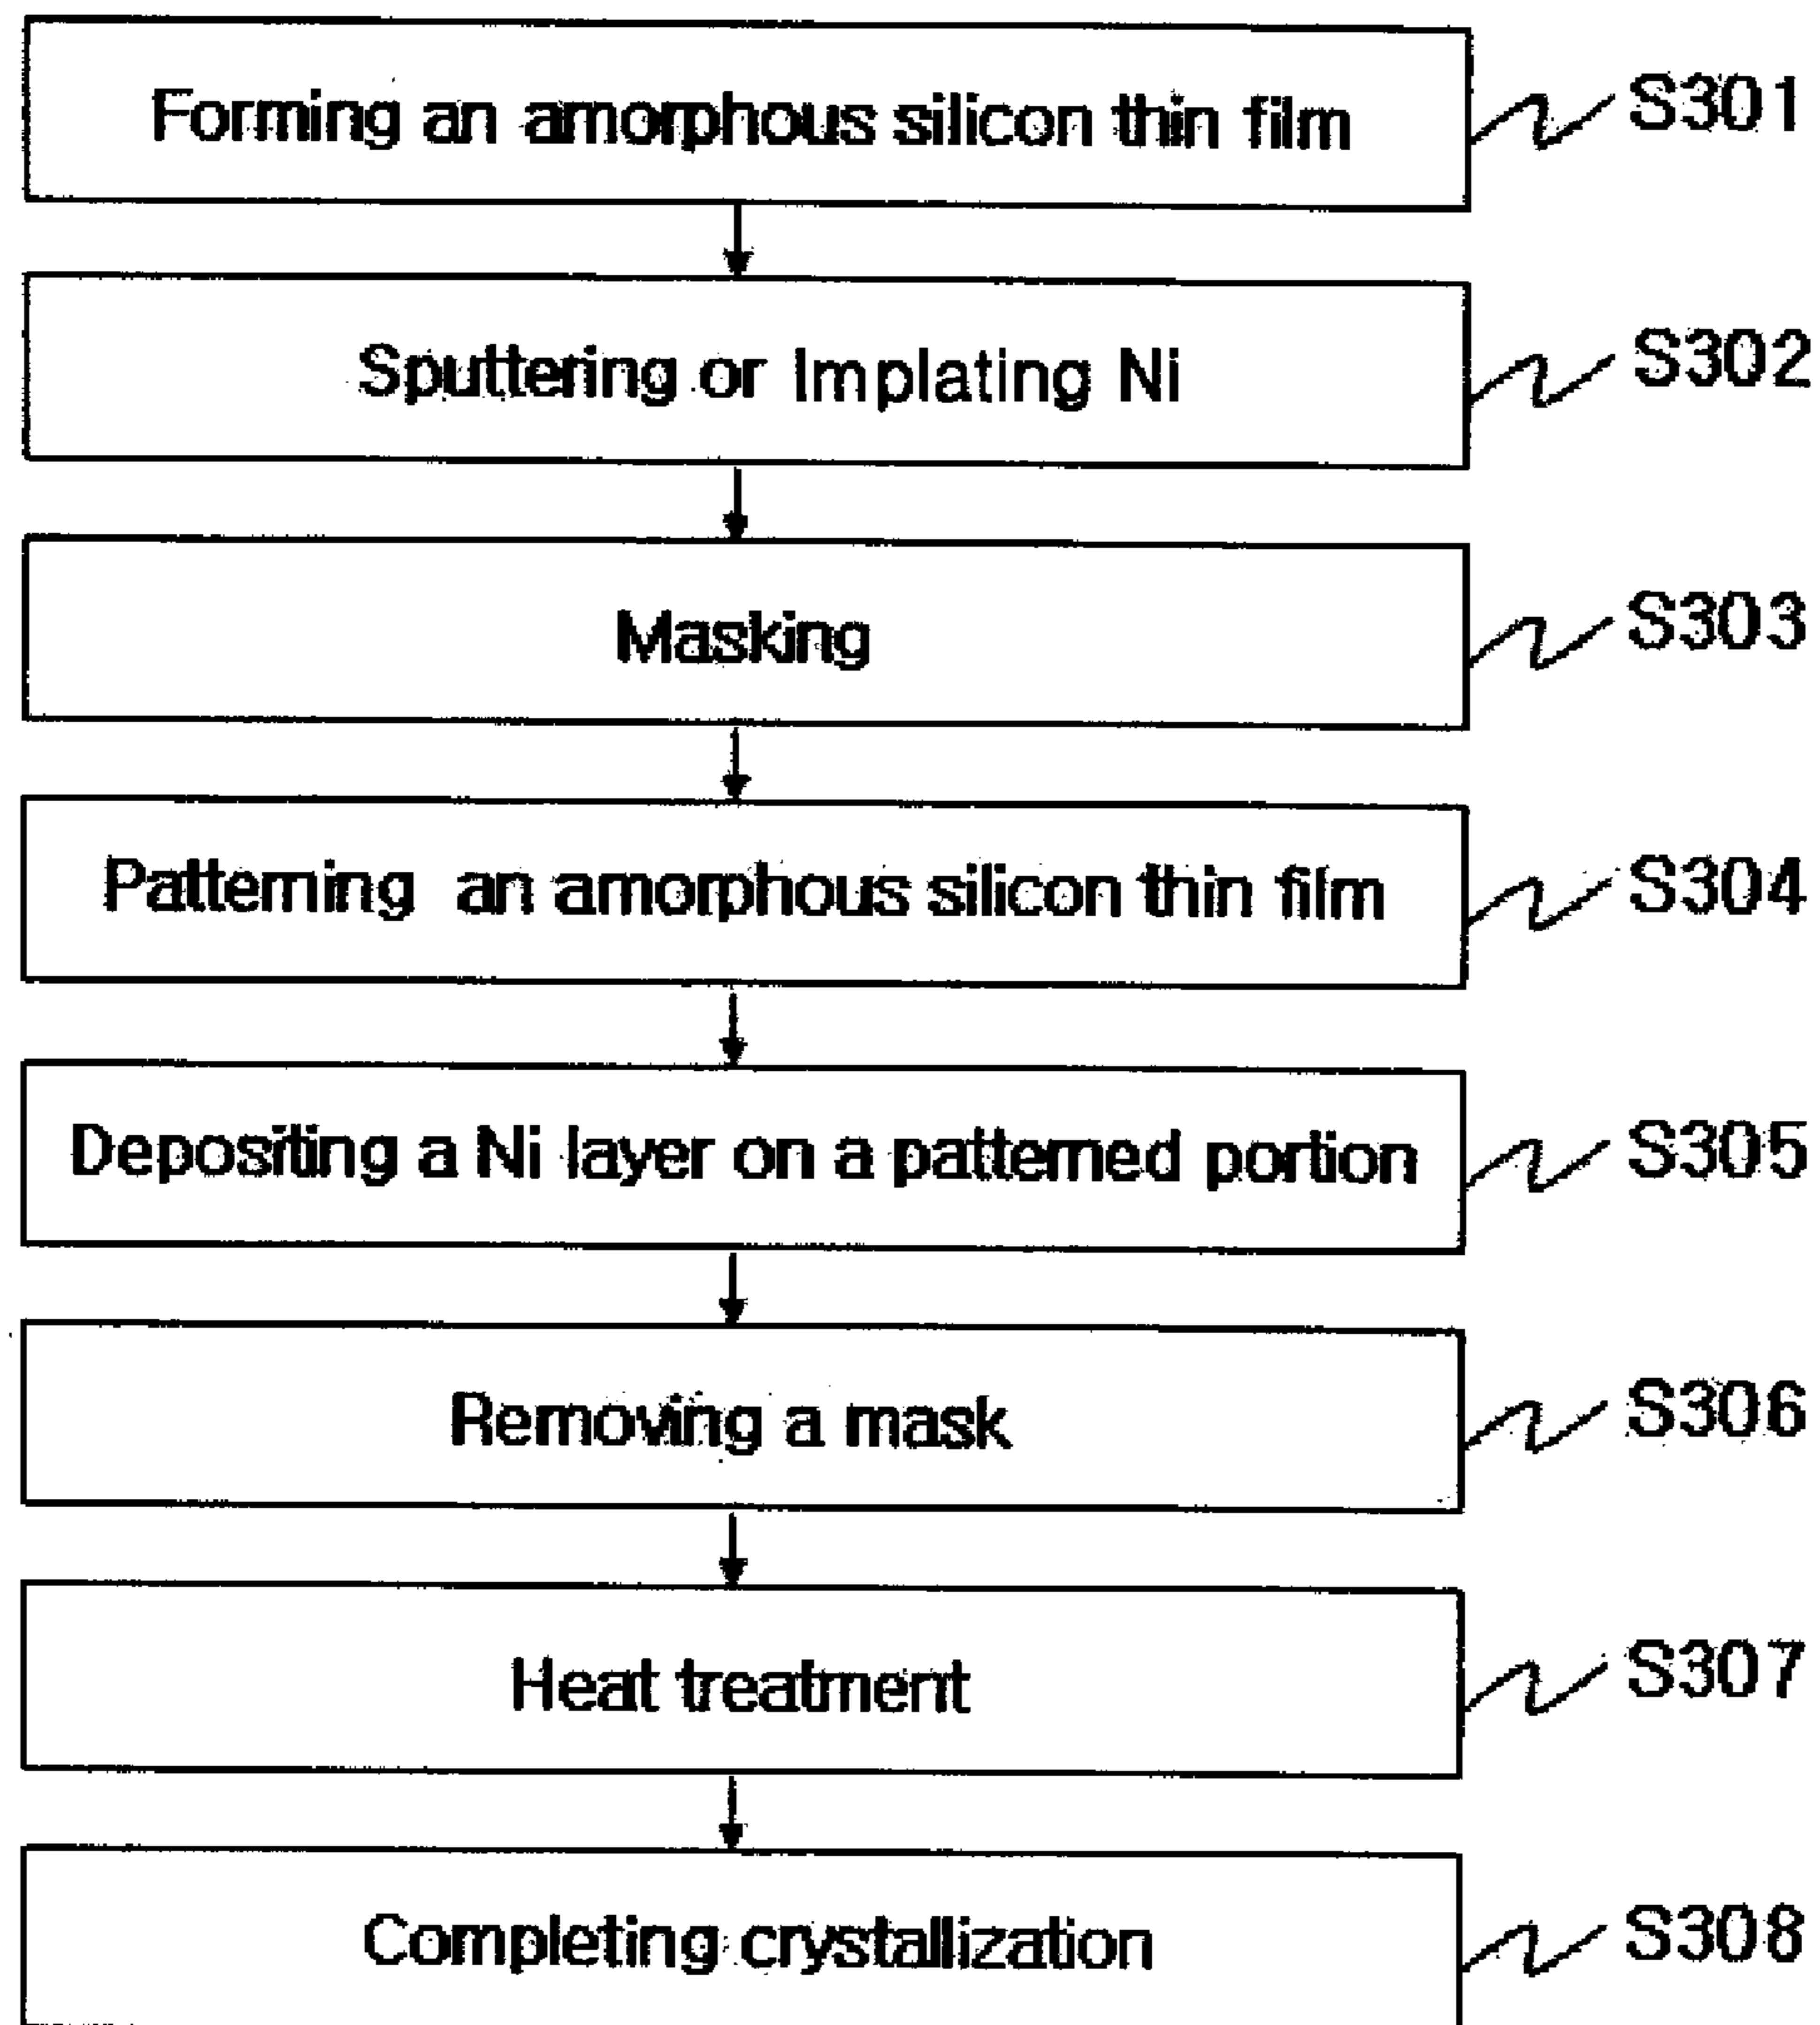 Forming an amorphous silicon thin film S301
Sputtering or Implating Ni S302
Masking S303
Patterning an amorphous silicon thin film S304
Depositing a Ni layer on a patterned portion S305
Removing a mask S306
Heat treatment S307
Completing crystallization S308